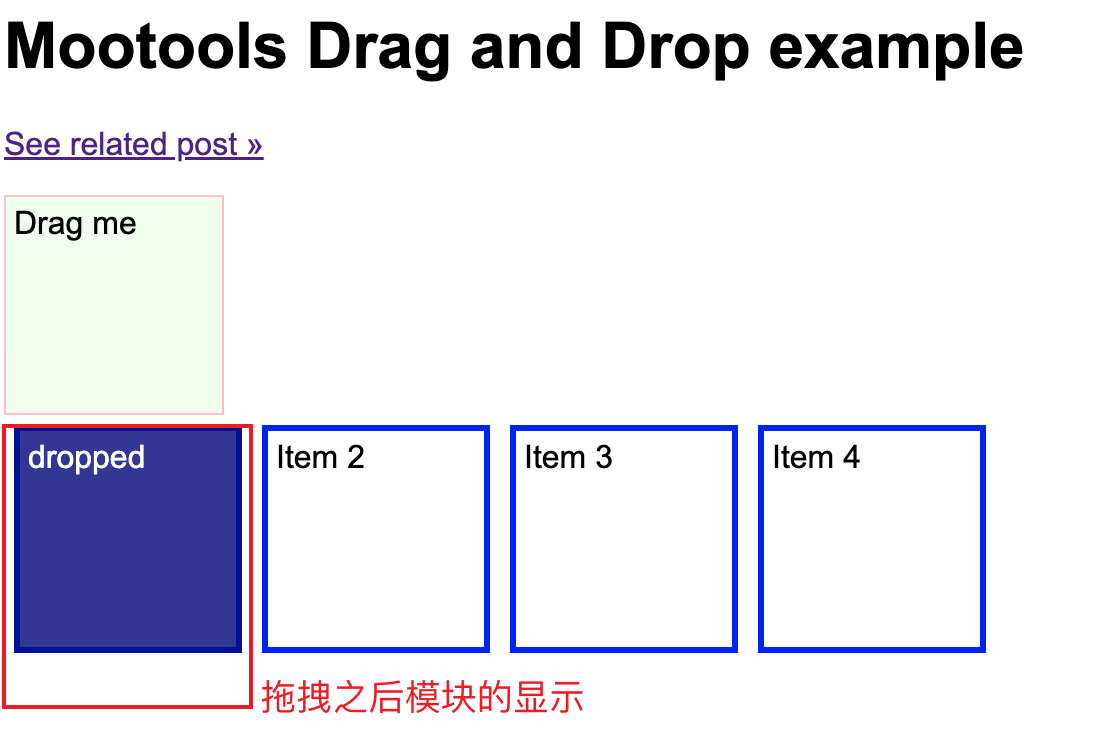 Mootools Drag and Drop example
See related post »
Drag me
dropped
Item 2
Item 3
Item 4
拖拽之后模块的显示